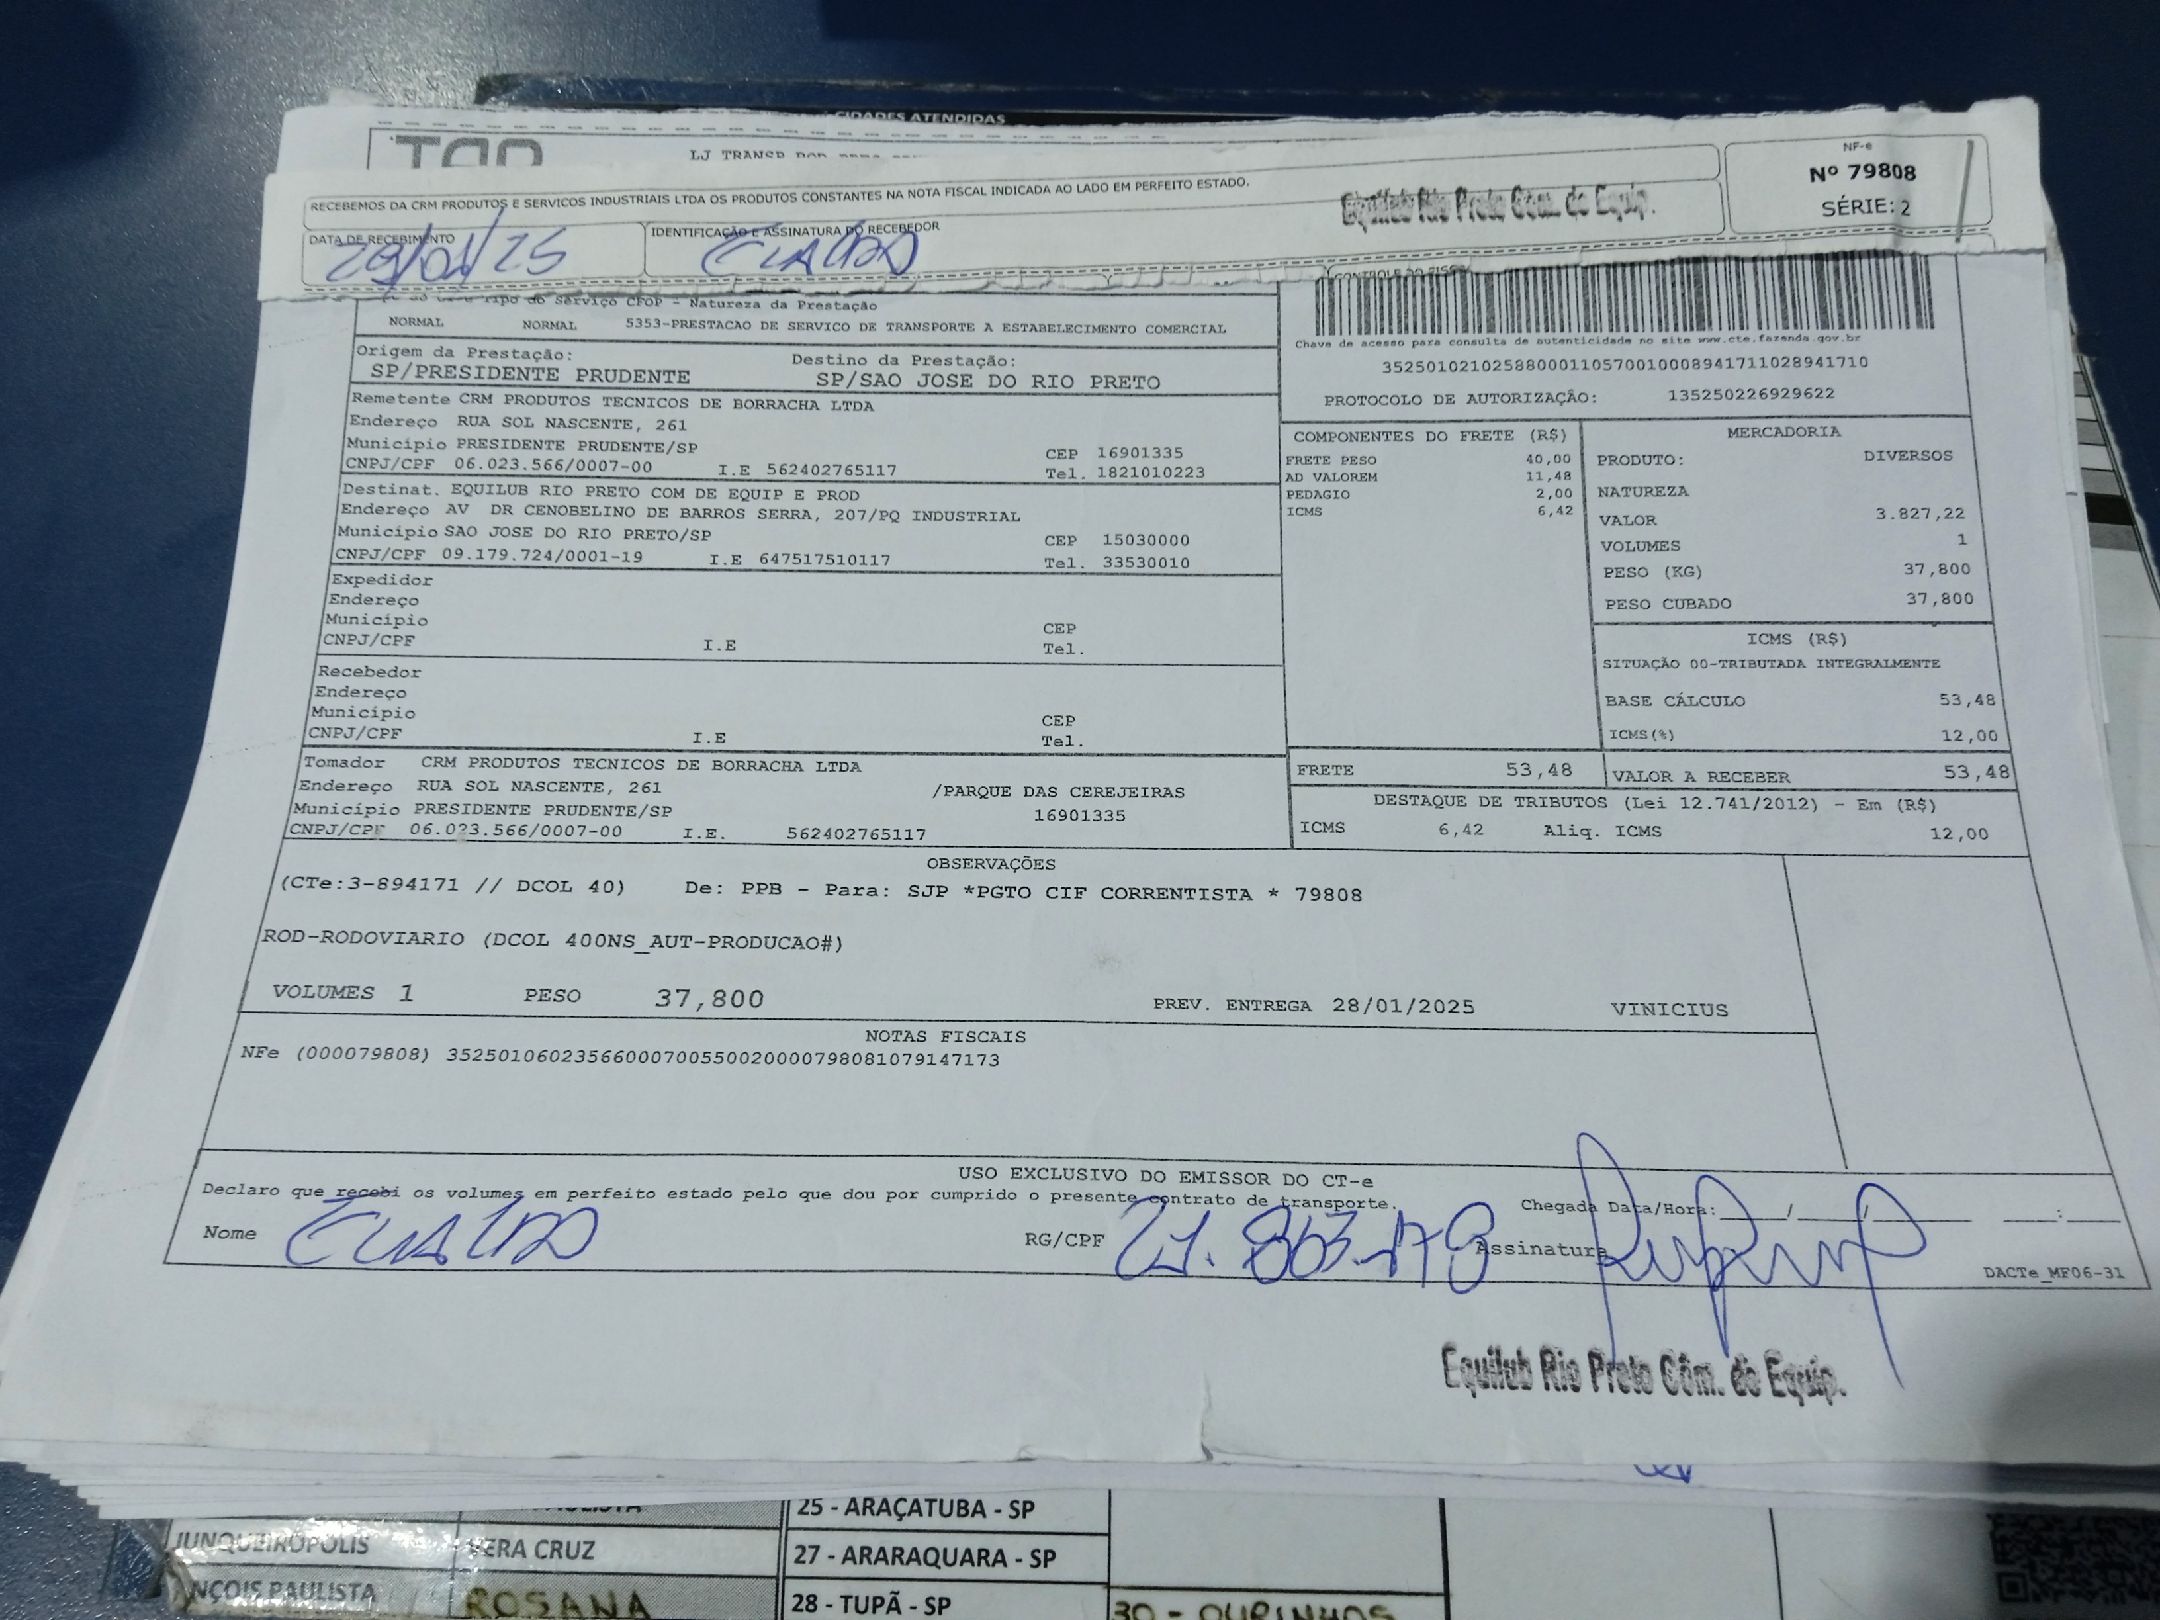 CIDADES ATENDIDAS
LJ TRANSP
RECEBEMOS DA CRM PRODUTOS E SERVICOS INDUSTRIAIS LTDA OS PRODUTOS CONSTANTES NA NOTA FISCAL INDICADA AO LADO EM PERFEITO ESTADO.
Equilub Rio Preto Côm. de Equip.
NF-e
Nº 79808
SÉRIE: 2
DATA DE RECEBIMENTO
IDENTIFICAÇÃO E ASSINATURA DO RECEBEDOR
29/01/25
CONTROLE DO FISCO
Tipo do Serviço CFOP - Natureza da Prestação
NORMAL NORMAL 5353-PRESTACAO DE SERVICO DE TRANSPORTE A ESTABELECIMENTO COMERCIAL
Chave de acesso para consulta de autenticidade no site www.cte.fazenda.gov.br
35250102102588000110570010008941711028941710
PROTOCOLO DE AUTORIZAÇÃO: 135250226929622
Origem da Prestação: Destino da Prestação:
SP/PRESIDENTE PRUDENTE SP/SAO JOSE DO RIO PRETO
Remetente CRM PRODUTOS TECNICOS DE BORRACHA LTDA
Endereço RUA SOL NASCENTE, 261
Município PRESIDENTE PRUDENTE/SP CEP 16901335
CNPJ/CPF 06.023.566/0007-00 I.E 562402765117 Tel. 1821010223
Destinat. EQUILUB RIO PRETO COM DE EQUIP E PROD
Endereço AV DR CENOBELINO DE BARROS SERRA, 207/PQ INDUSTRIAL
Município SAO JOSE DO RIO PRETO/SP CEP 15030000
CNPJ/CPF 09.179.724/0001-19 I.E 647517510117 Tel. 33530010
Expedidor
Endereço
Município CEP
CNPJ/CPF I.E Tel.
Recebedor
Endereço
Município CEP
CNPJ/CPF I.E Tel.
Tomador CRM PRODUTOS TECNICOS DE BORRACHA LTDA
Endereço RUA SOL NASCENTE, 261 /PARQUE DAS CEREJEIRAS
Município PRESIDENTE PRUDENTE/SP 16901335
CNPJ/CPF 06.023.566/0007-00 I.E. 562402765117
COMPONENTES DO FRETE (R$)
FRETE PESO 40,00
AD VALOREM 11,48
PEDAGIO 2,00
ICMS 6,42
MERCADORIA
PRODUTO: DIVERSOS
NATUREZA
VALOR 3.827,22
VOLUMES 1
PESO (KG) 37,800
PESO CUBADO 37,800
ICMS (R$)
SITUAÇÃO 00-TRIBUTADA INTEGRALMENTE
BASE CÁLCULO 53,48
ICMS(%) 12,00
FRETE 53,48 VALOR A RECEBER 53,48
DESTAQUE DE TRIBUTOS (Lei 12.741/2012) - Em (R$)
ICMS 6,42 Aliq. ICMS 12,00
OBSERVAÇÕES
(CTe:3-894171 // DCOL 40) De: PPB - Para: SJP *PGTO CIF CORRENTISTA * 79808
ROD-RODOVIARIO (DCOL 400NS_AUT-PRODUCAO#)
VOLUMES 1 PESO 37,800 PREV. ENTREGA 28/01/2025 VINICIUS
NOTAS FISCAIS
NFe (000079808) 35250106023566000700550020000798081079147173
USO EXCLUSIVO DO EMISSOR DO CT-e
Declaro que recebi os volumes em perfeito estado pelo que dou por cumprido o presente contrato de transporte.
Chegada Data/Hora:____/____/____ ____:____
Nome RG/CPF Assinatura
DACTe_MF06-31
Equilub Rio Preto Côm. de Equip.
25 - ARAÇATUBA - SP
JUNQUEIRÓPOLIS VERA CRUZ 27 - ARARAQUARA - SP
NÇOIS PAULISTA ROSANA 28 - TUPÃ - SP 30 - OURINHOS